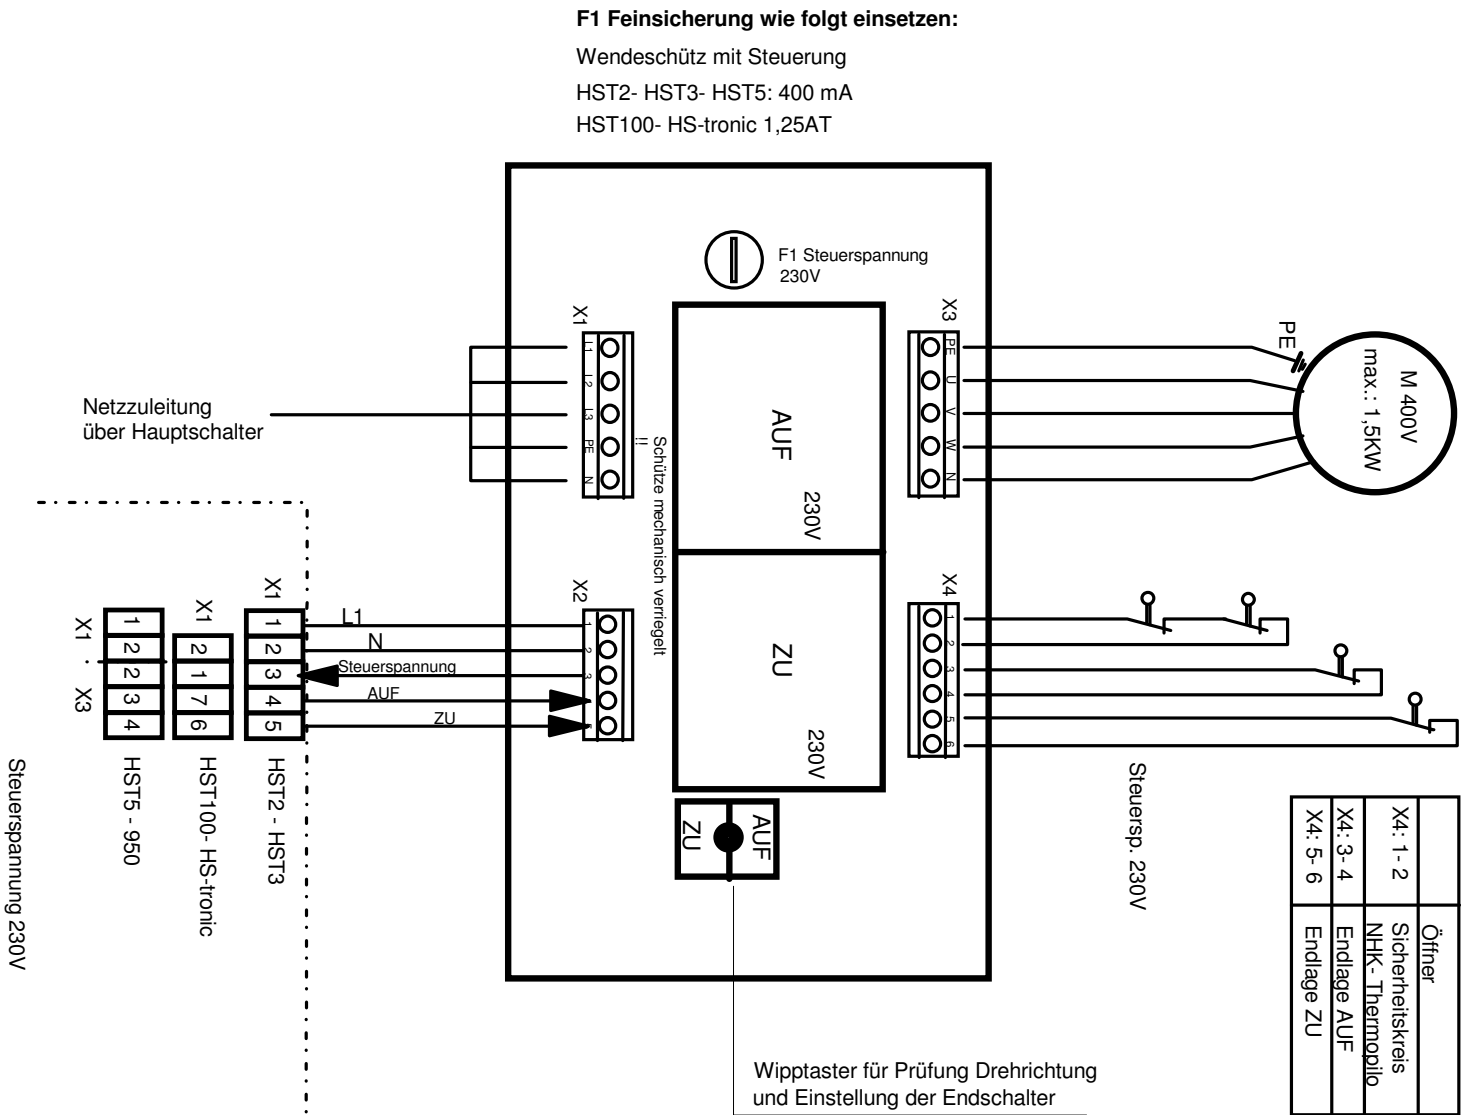 F1 Feinsicherung wie folgt einsetzen:
Wendeschütz mit Steuerung
HST2- HST3- HST5: 400 mA
HST100- HS-tronic 1,25AT
F1 Steuerspannung
230V
X1
L1
L2
L3
PE
N
Netzzuleitung
über Hauptschalter
Schütze mechanisch verriegelt
!!
AUF
230V
ZU
230V
X3
PE
U
V
W
N
PE
M 400V
max.: 1,5KW
X2
1
2
3
X4
1
2
3
4
5
6
L1
N
Steuerspannung
AUF
ZU
X1
1
2
3
4
5
HST2 - HST3
X1
2
1
7
6
HST100- HS-tronic
X1
X3
1
2
2
3
4
HST5 - 950
Steuerspannung 230V
Steuersp. 230V
AUF
ZU
Öffner
X4: 1- 2
Sicherheitskreis
NHK- Thermopilo
X4: 3- 4
Endlage AUF
X4: 5- 6
Endlage ZU
Wipptaster für Prüfung Drehrichtung
und Einstellung der Endschalter